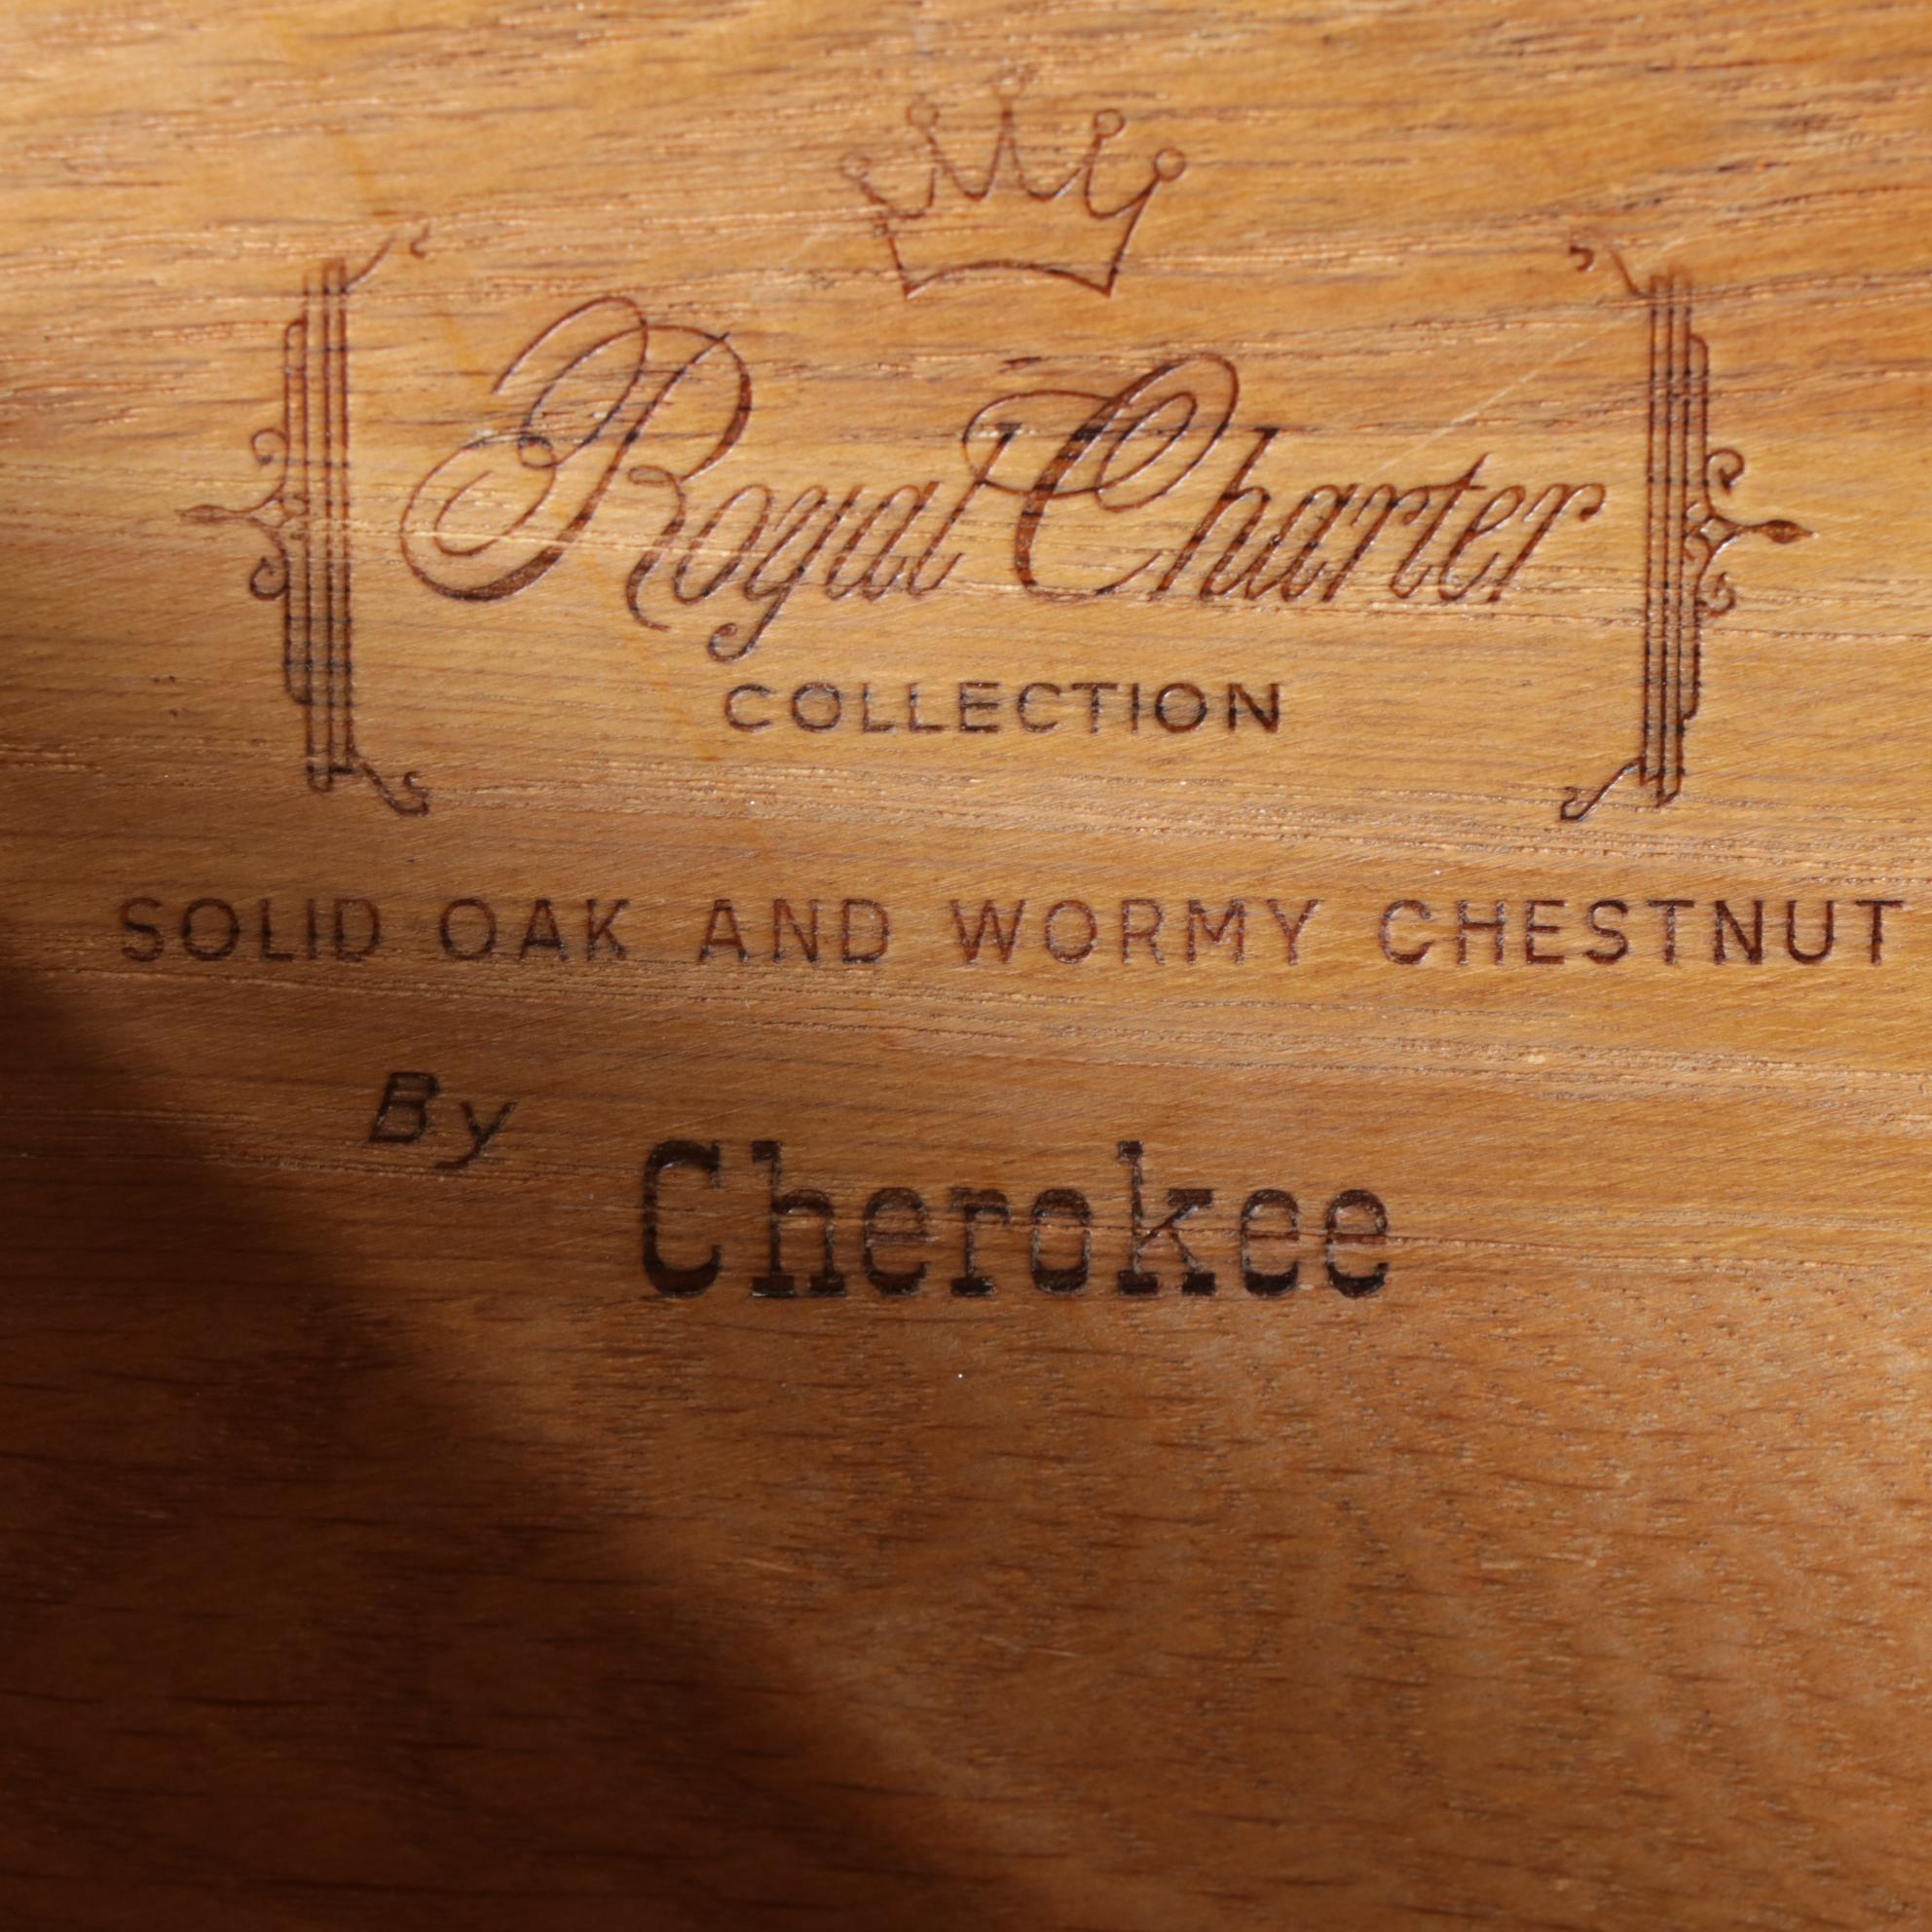 Royal Charter
COLLECTION
SOLID OAK AND WORMY CHESTNUT
By
Cherokee